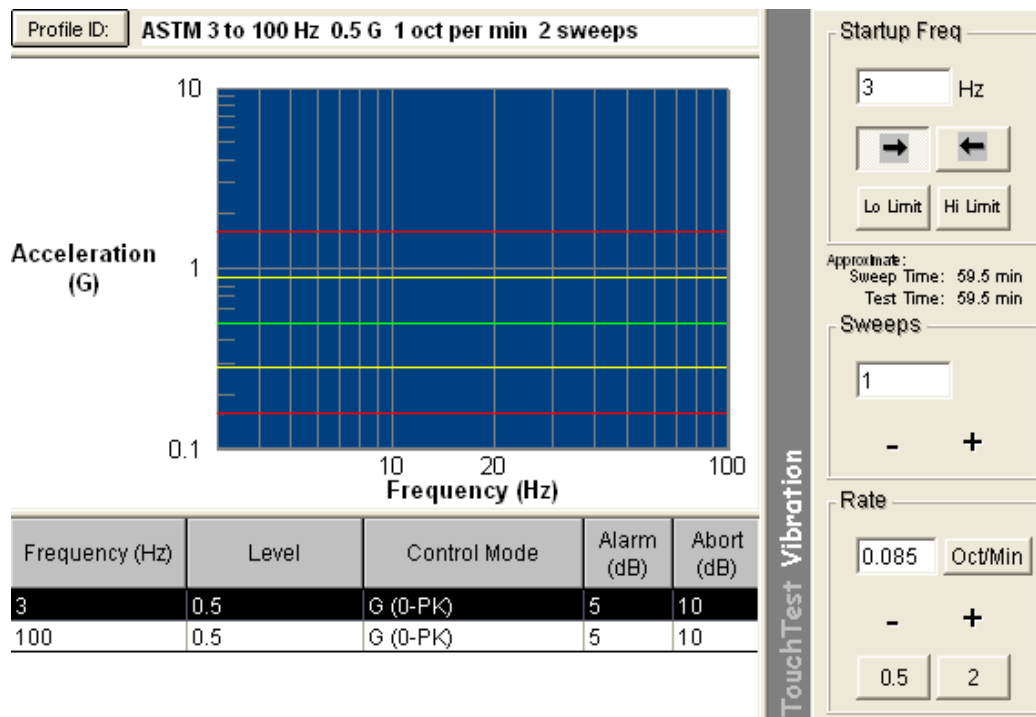 Profile ID: ASTM 3 to 100 Hz 0.5 G 1 oct per min 2 sweeps
10
Acceleration
(G)
1
0.1
10 20 100
Frequency (Hz)
Frequency (Hz) Level Control Mode Alarm (dB) Abort (dB)
3 0.5 G (0-PK) 5 10
100 0.5 G (0-PK) 5 10
TouchTest Vibration
Startup Freq
3 Hz
Lo Limit Hi Limit
Approximate:
Sweep Time: 59.5 min
Test Time: 59.5 min
Sweeps
1
- +
Rate
0.085 Oct/Min
- +
0.5 2